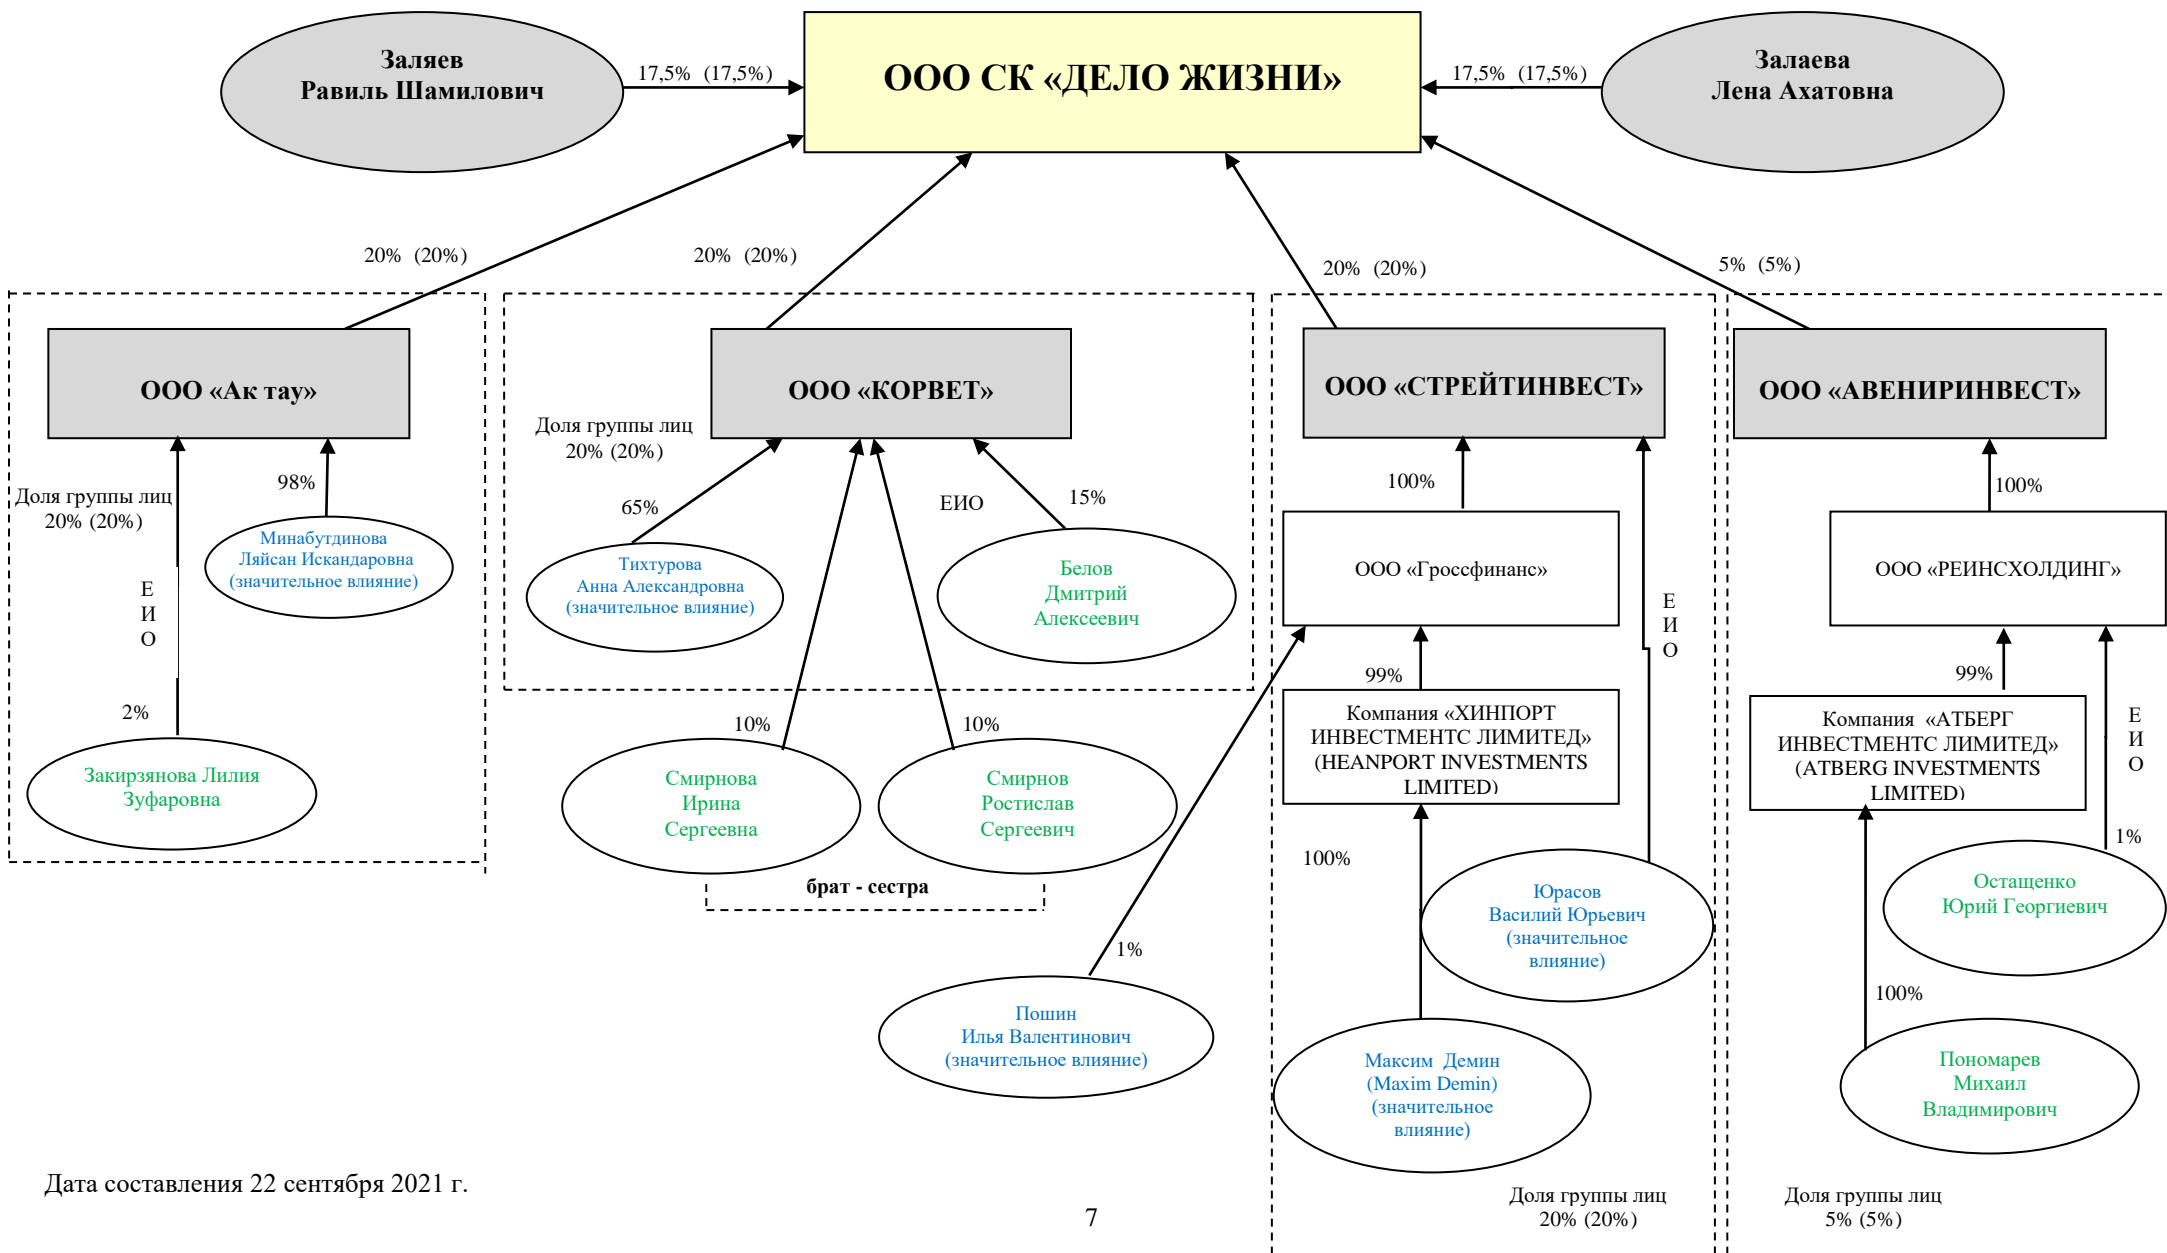 Заляев
Равиль Шамилович
17,5%  (17,5%)
ООО СК «ДЕЛО ЖИЗНИ»
17,5%  (17,5%)
Залаева
Лена Ахатовна
20%  (20%)
20%  (20%)
20%  (20%)
5%  (5%)
ООО «Ак тау»
ООО «КОРВЕТ»
ООО «СТРЕЙТИНВЕСТ»
ООО «АВЕНИРИНВЕСТ»
Доля группы лиц
20% (20%)
98%
Минабутдинова
Ляйсан Искандаровна
(значительное влияние)
Е
И
О
2%
Закирзянова Лилия
Зуфаровна
Доля группы лиц
20% (20%)
65%
ЕИО
15%
Тихтурова
Анна Александровна
(значительное влияние)
Белов
Дмитрий
Алексеевич
10%
10%
Смирнова
Ирина
Сергеевна
Смирнов
Ростислав
Сергеевич
брат - сестра
100%
ООО «Гроссфинанс»
Е
И
О
99%
Компания «ХИНПОРТ
ИНВЕСТМЕНТС ЛИМИТЕД»
(HEANPORT INVESTMENTS
LIMITED)
100%
1%
Юрасов
Василий Юрьевич
(значительное
влияние)
Пошин
Илья Валентинович
(значительное влияние)
Максим  Демин
(Maxim Demin)
(значительное
влияние)
100%
ООО «РЕИНСХОЛДИНГ»
99%
Компания  «АТБЕРГ
ИНВЕСТМЕНТС ЛИМИТЕД»
(ATBERG INVESTMENTS
LIMITED)
Е
И
О
1%
Остащенко
Юрий Георгиевич
100%
Пономарев
Михаил
Владимирович
Дата составления 22 сентября 2021 г.
Доля группы лиц
20% (20%)
Доля группы лиц
5% (5%)
7